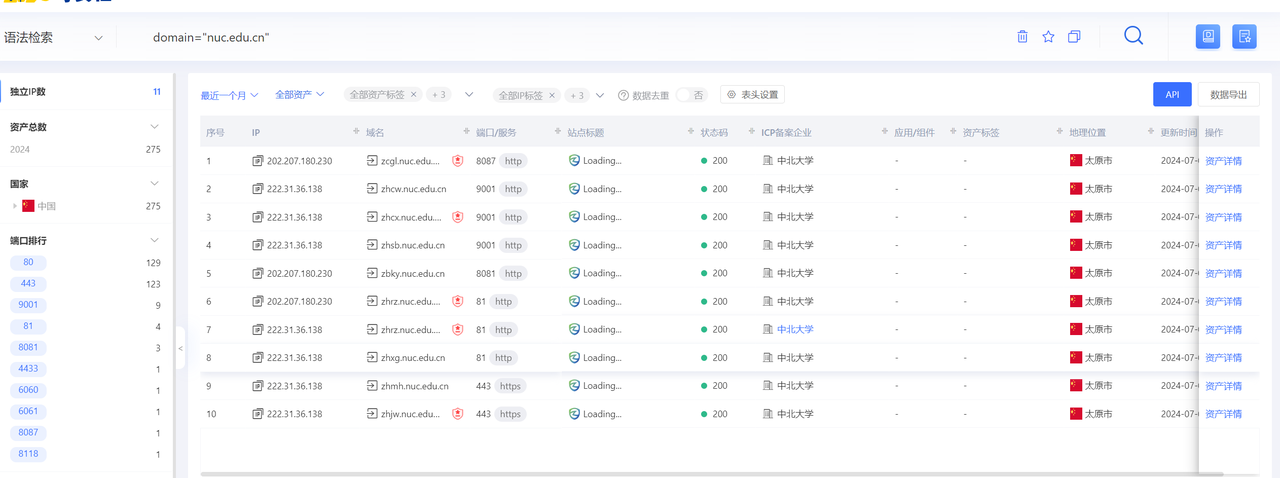 语法检索 domain="nuc.edu.cn"
独立IP数 11
资产总数
2024 275
国家
中国 275
端口排行
80 129
443 123
9001 9
81 4
8081 3
4433 1
6060 1
6061 1
8087 1
8118 1
<
最近一个月 全部资产 全部资产标签 × + 3 全部IP标签 × + 3 数据去重 否 表头设置 API 数据导出
序号 IP 域名 端口/服务 站点标题 状态码 ICP备案企业 应用/组件 资产标签 地理位置 更新时间 操作
1 202.207.180.230 zcgl.nuc.edu.... 8087 http Loading... 200 中北大学 - - 太原市 2024-07- 资产详情
2 222.31.36.138 zhcw.nuc.edu.cn 9001 http Loading... 200 中北大学 - - 太原市 2024-07- 资产详情
3 222.31.36.138 zhcx.nuc.edu.... 9001 http Loading... 200 中北大学 - - 太原市 2024-07- 资产详情
4 222.31.36.138 zhsb.nuc.edu.cn 9001 http Loading... 200 中北大学 - - 太原市 2024-07- 资产详情
5 202.207.180.230 zbky.nuc.edu.cn 8081 http Loading... 200 中北大学 - - 太原市 2024-07- 资产详情
6 202.207.180.230 zhrz.nuc.edu.... 81 http Loading... 200 中北大学 - - 太原市 2024-07- 资产详情
7 222.31.36.138 zhrz.nuc.edu.... 81 http Loading... 200 中北大学 - - 太原市 2024-07- 资产详情
8 222.31.36.138 zhxg.nuc.edu.cn 81 http Loading... 200 中北大学 - - 太原市 2024-07- 资产详情
9 222.31.36.138 zhmh.nuc.edu.cn 443 https Loading... 200 中北大学 - - 太原市 2024-07- 资产详情
10 222.31.36.138 zhjw.nuc.edu.... 443 https Loading... 200 中北大学 - - 太原市 2024-07- 资产详情